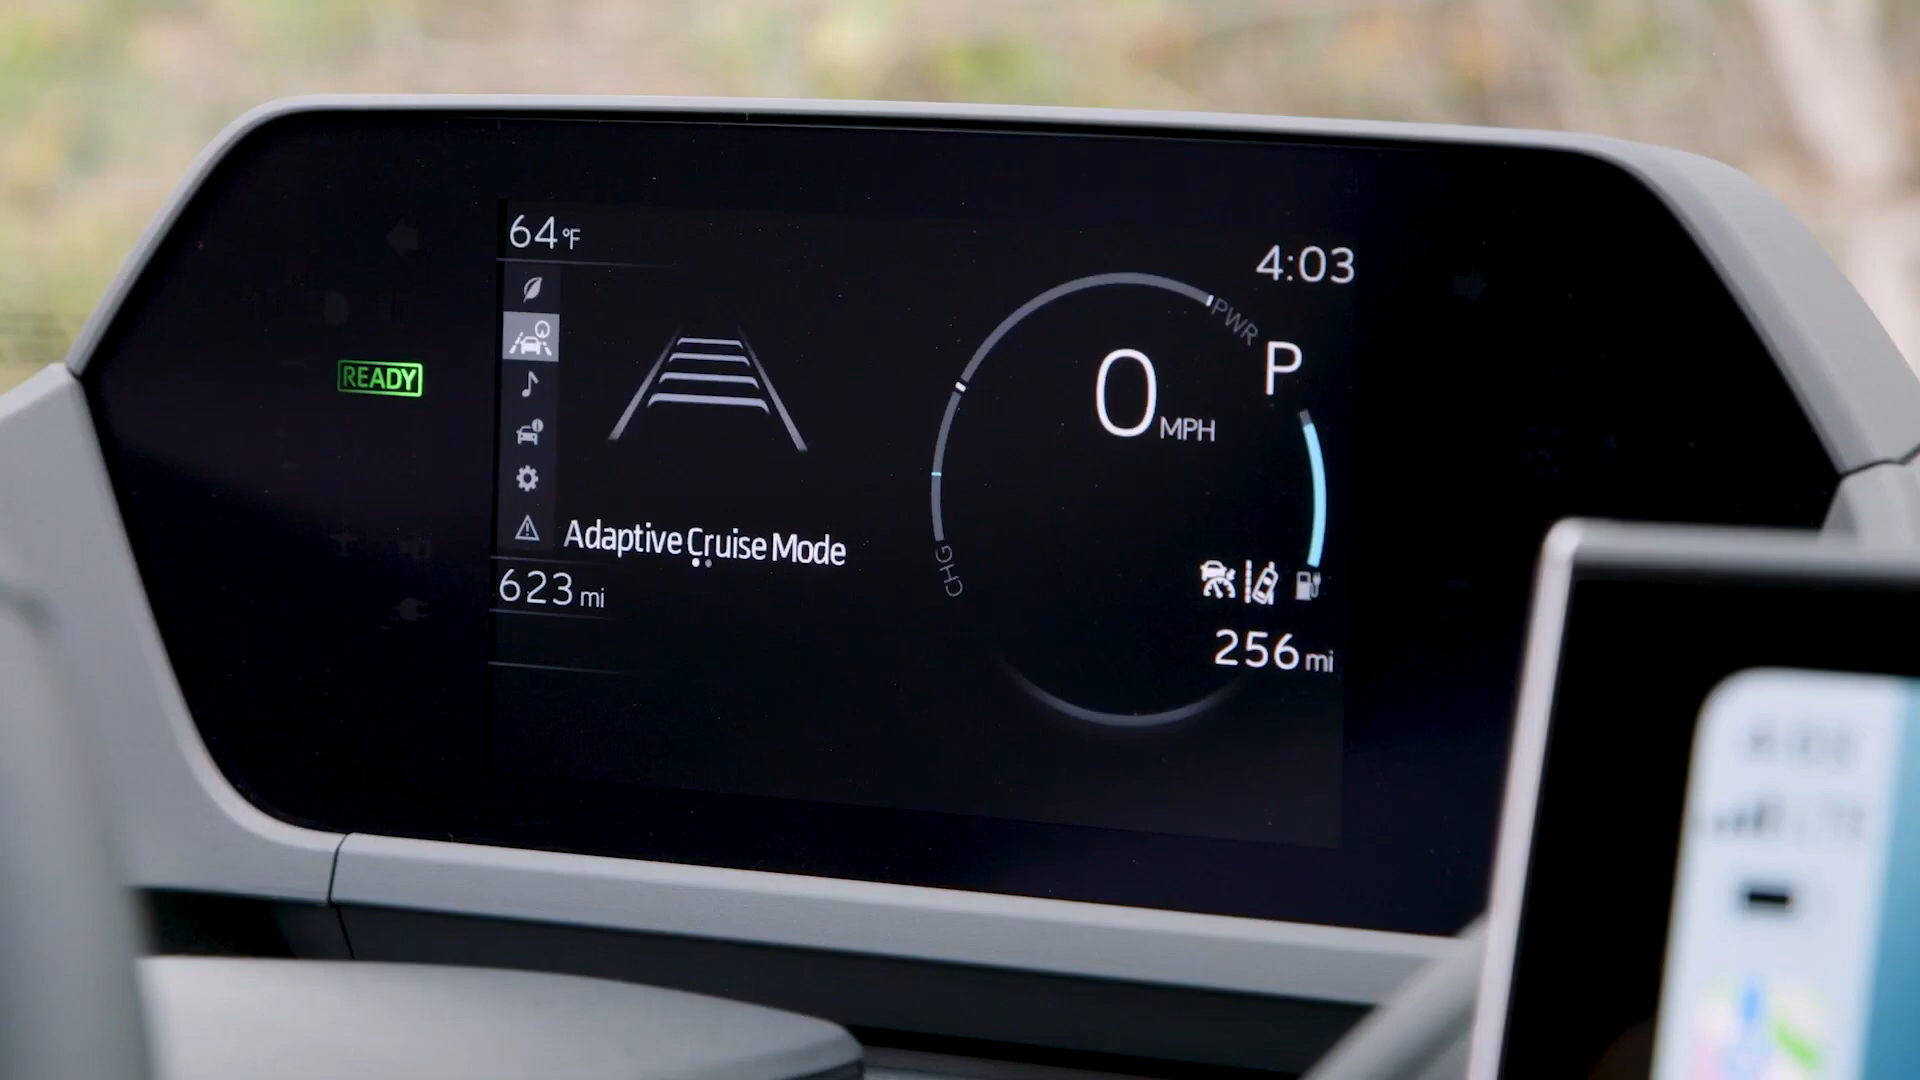 64°F
4:03
PWR
READY
P
0 MPH
Adaptive Cruise Mode
CHG
623 mi
256 mi